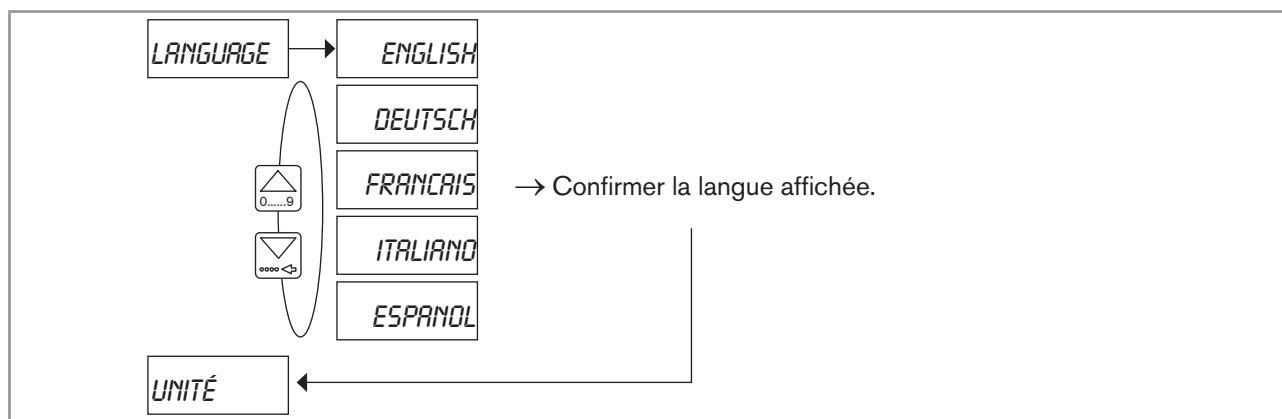 LANGUAGE
ENGLISH
DEUTSCH
FRANCAIS
ITALIANO
ESPANOL
0......9
→ Confirmer la langue affichée.
UNITÉ